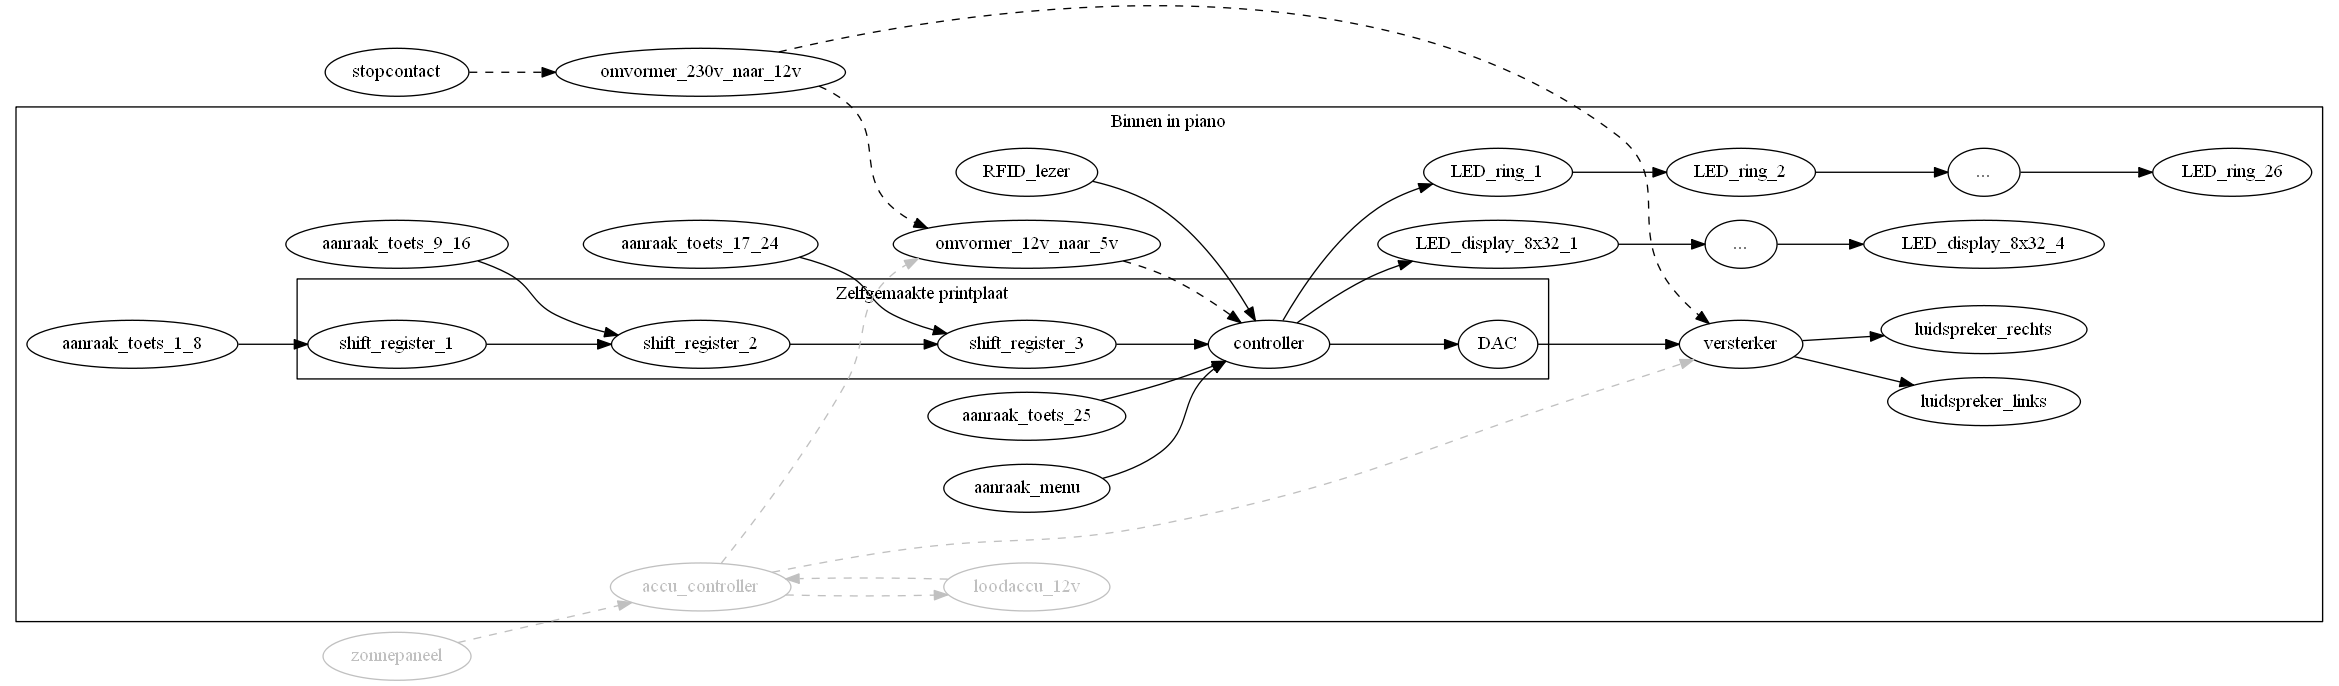 stopcontact
omvormer_230v_naar_12v
Binnen in piano
RFID_lezer
LED_ring_1
LED_ring_2
...
LED_ring_26
aanraak_toets_9_16
aanraak_toets_17_24
omvormer_12v_naar_5v
LED_display_8x32_1
...
LED_display_8x32_4
Zelfgemaakte printplaat
aanraak_toets_1_8
shift_register_1
shift_register_2
shift_register_3
controller
DAC
versterker
luidspreker_rechts
luidspreker_links
aanraak_toets_25
aanraak_menu
accu_controller
loodaccu_12v
zonnepaneel